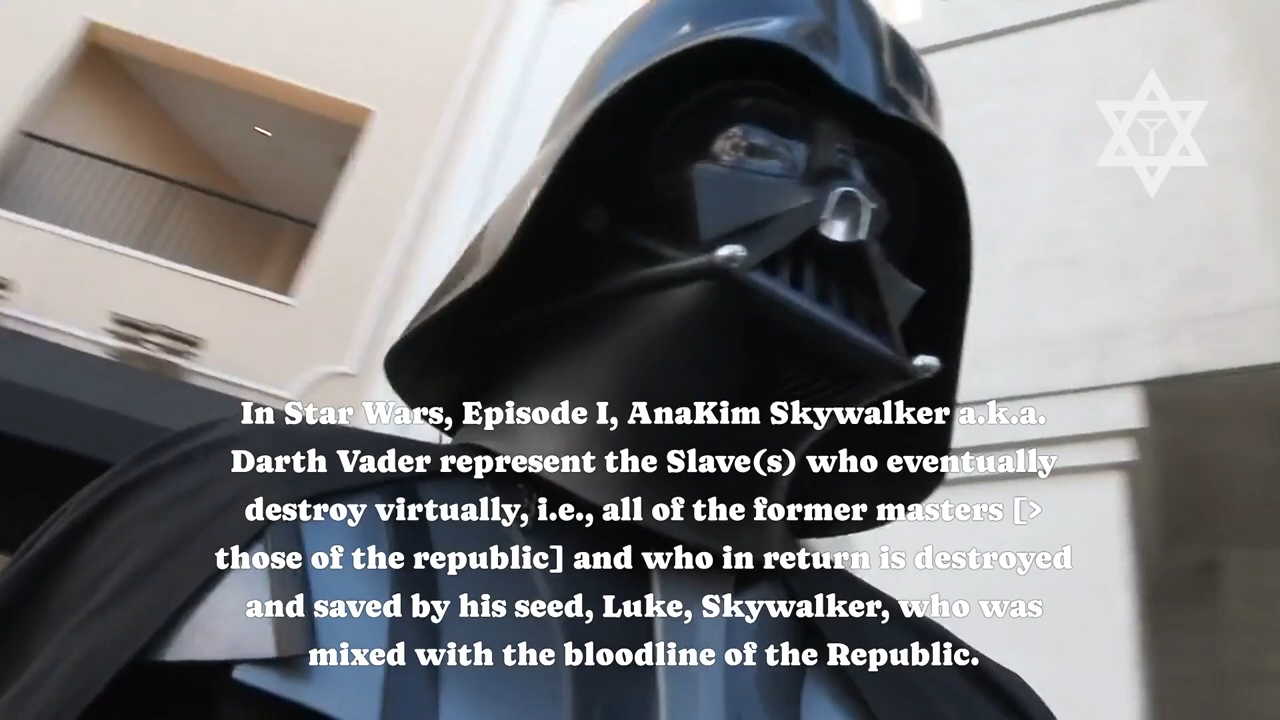 In Star Wars, Episode I, AnaKim Skywalker a.k.a.
Darth Vader represent the Slave(s) who eventually
destroy virtually, i.e., all of the former masters [>
those of the republic] and who in return is destroyed
and saved by his seed, Luke, Skywalker, who was
mixed with the bloodline of the Republic.